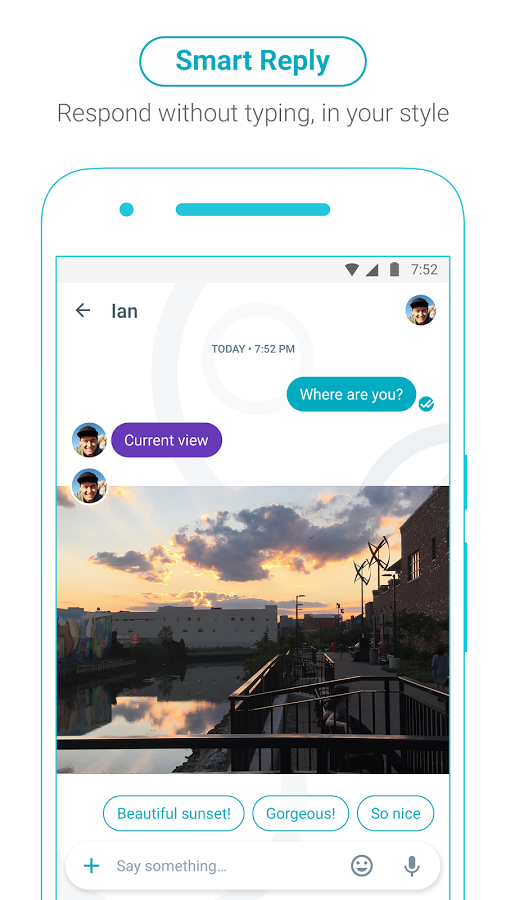 Smart Reply
Respond without typing, in your style
7:52
Ian
TODAY • 7:52 PM
Where are you?
Current view
Beautiful sunset!
Gorgeous!
So nice
Say something...